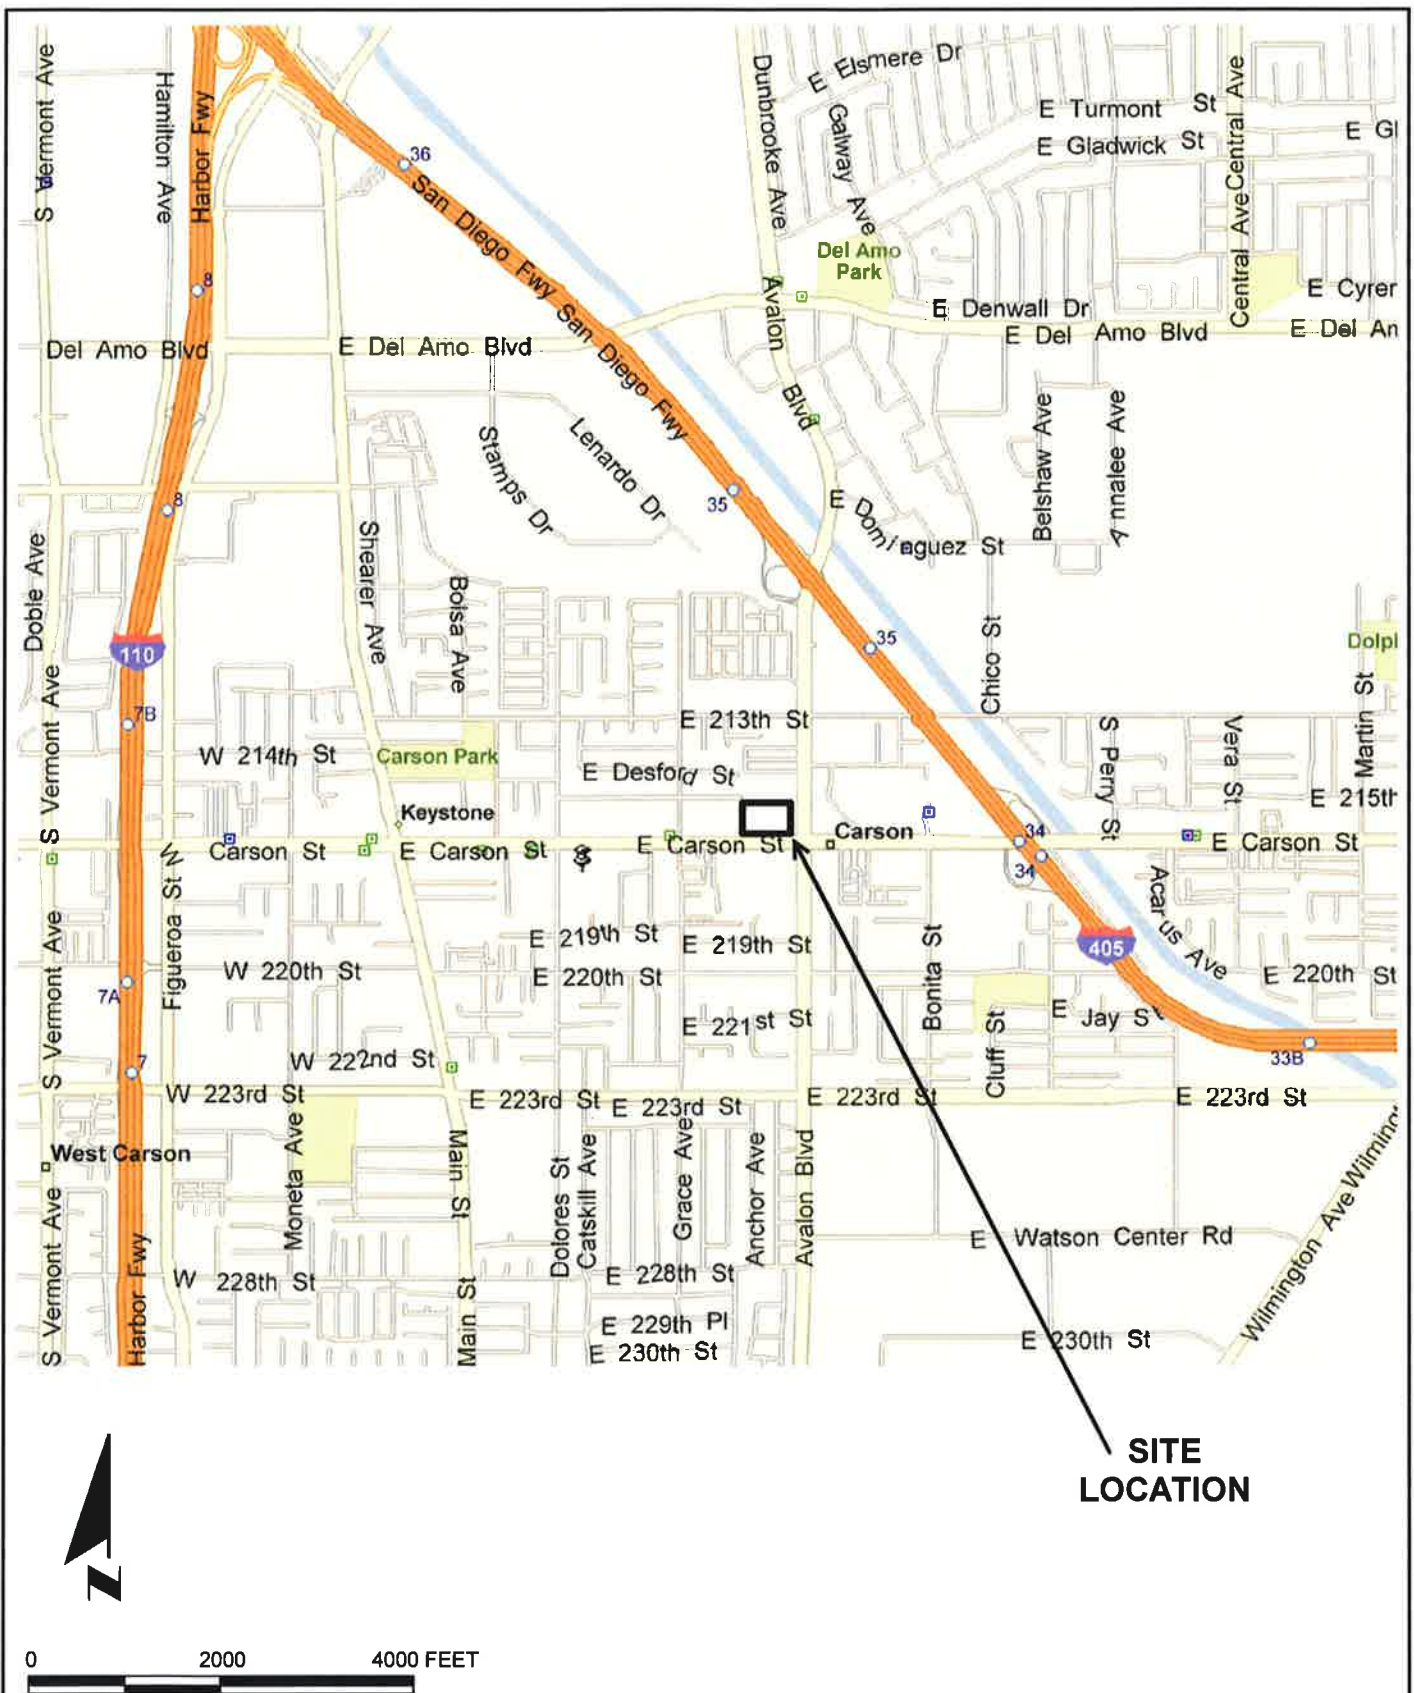 S Vermont Ave
Hamilton Ave
Harbor Fwy
36
San Diego Fwy
San Diego Fwy
Dunbrooke Ave
E Elsmere Dr
E Galway Ave
E Turmont St
E Gladwick St
Central Ave
Central Ave
E Gl
Del Amo
Park
8
Avalon Blvd
E Denwall Dr
E Cyrer
Del Amo Blvd
E Del Amo Blvd
E Del Amo Blvd
E Del An
Stamps Dr
Lenardo Dr
Belshaw Ave
Annalee Ave
8
35
E Dominguez St
Doble Ave
Shearer Ave
Bolsa Ave
110
35
Chico St
Dolpl
7B
S Vermont Ave
W 214th St
Carson Park
E 213th St
E Desford St
S Perry St
Vera St
Martin St
E 215th
Keystone
Carson
34
Carson St
E Carson St
E Carson St
E Carson St
34
N Figueroa St
Acarus Ave
405
S Vermont Ave
E 219th St
E 219th St
Bonita St
W 220th St
E 220th St
E 220th St
7A
E 221st St
Cluff St
E Jay St
33B
7
W 222nd St
W 223rd St
E 223rd St
E 223rd St
E 223rd St
E 223rd St
West Carson
Moneta Ave
Main St
Dolores St
Catskill Ave
Grace Ave
Anchor Ave
Avalon Blvd
Wilmington Ave
Wilming
E Watson Center Rd
S Vermont Ave
Harbor Fwy
W 228th St
Main St
E 228th St
E 229th Pl
E 230th St
E 230th St
SITE
LOCATION
N
0 2000 4000 FEET